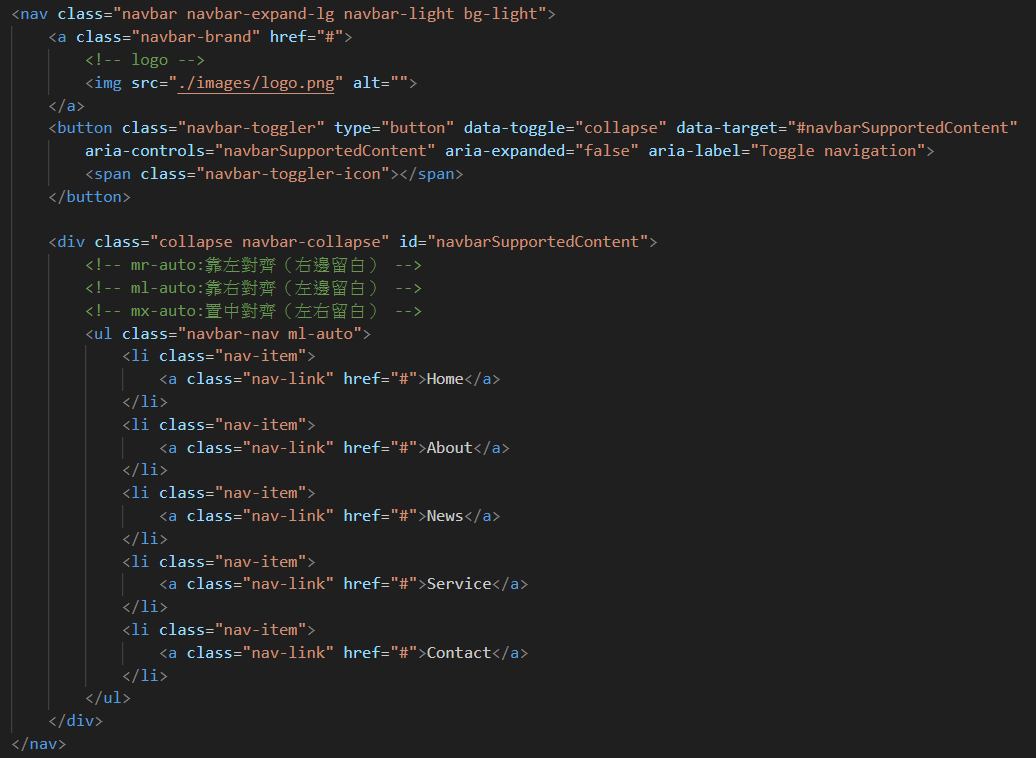 <nav class="navbar navbar-expand-lg navbar-light bg-light">
    <a class="navbar-brand" href="#">
        <!-- logo -->
        <img src="./images/logo.png" alt="">
    </a>
    <button class="navbar-toggler" type="button" data-toggle="collapse" data-target="#navbarSupportedContent"
        aria-controls="navbarSupportedContent" aria-expanded="false" aria-label="Toggle navigation">
        <span class="navbar-toggler-icon"></span>
    </button>

    <div class="collapse navbar-collapse" id="navbarSupportedContent">
        <!-- mr-auto:靠左對齊（右邊留白） -->
        <!-- ml-auto:靠右對齊（左邊留白） -->
        <!-- mx-auto:置中對齊（左右留白） -->
        <ul class="navbar-nav ml-auto">
            <li class="nav-item">
                <a class="nav-link" href="#">Home</a>
            </li>
            <li class="nav-item">
                <a class="nav-link" href="#">About</a>
            </li>
            <li class="nav-item">
                <a class="nav-link" href="#">News</a>
            </li>
            <li class="nav-item">
                <a class="nav-link" href="#">Service</a>
            </li>
            <li class="nav-item">
                <a class="nav-link" href="#">Contact</a>
            </li>
        </ul>
    </div>
</nav>